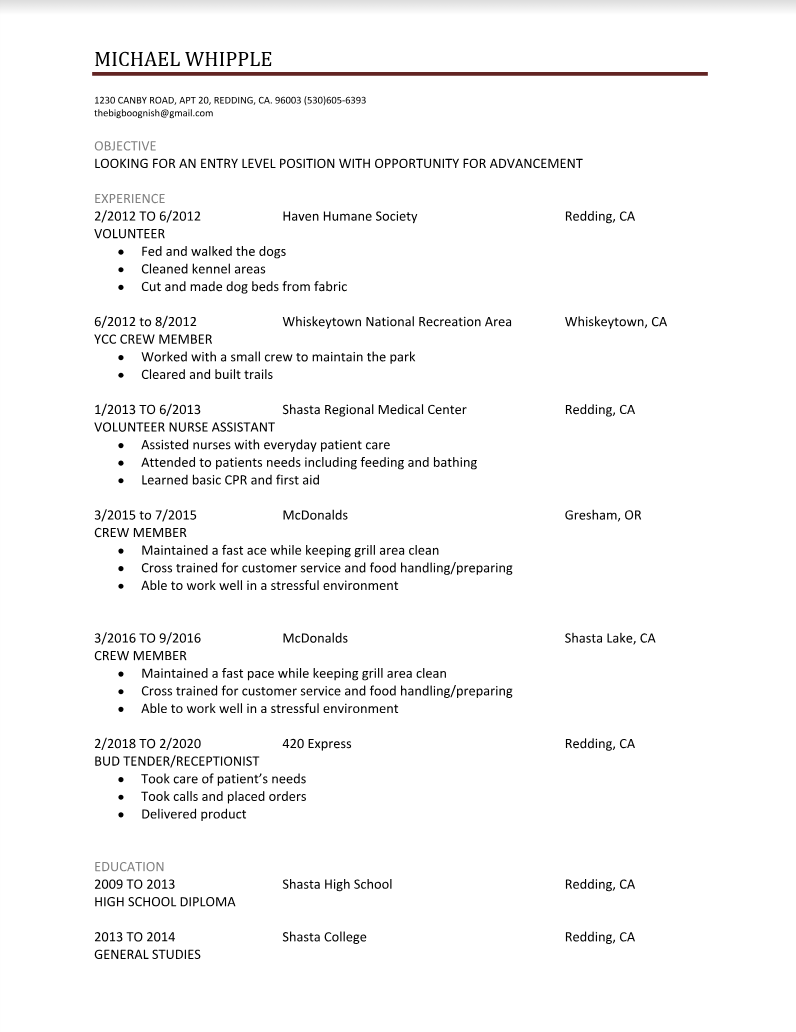 MICHAEL WHIPPLE
1230 CANBY ROAD, APT 20, REDDING, CA. 96003 (530)605-6393
thebigboognish@gmail.com
OBJECTIVE
LOOKING FOR AN ENTRY LEVEL POSITION WITH OPPORTUNITY FOR ADVANCEMENT
EXPERIENCE
2/2012 TO 6/2012 Haven Humane Society Redding, CA
VOLUNTEER
• Fed and walked the dogs
• Cleaned kennel areas
• Cut and made dog beds from fabric
6/2012 to 8/2012 Whiskeytown National Recreation Area Whiskeytown, CA
YCC CREW MEMBER
• Worked with a small crew to maintain the park
• Cleared and built trails
1/2013 TO 6/2013 Shasta Regional Medical Center Redding, CA
VOLUNTEER NURSE ASSISTANT
• Assisted nurses with everyday patient care
• Attended to patients needs including feeding and bathing
• Learned basic CPR and first aid
3/2015 to 7/2015 McDonalds Gresham, OR
CREW MEMBER
• Maintained a fast ace while keeping grill area clean
• Cross trained for customer service and food handling/preparing
• Able to work well in a stressful environment
3/2016 TO 9/2016 McDonalds Shasta Lake, CA
CREW MEMBER
• Maintained a fast pace while keeping grill area clean
• Cross trained for customer service and food handling/preparing
• Able to work well in a stressful environment
2/2018 TO 2/2020 420 Express Redding, CA
BUD TENDER/RECEPTIONIST
• Took care of patient’s needs
• Took calls and placed orders
• Delivered product
EDUCATION
2009 TO 2013 Shasta High School Redding, CA
HIGH SCHOOL DIPLOMA
2013 TO 2014 Shasta College Redding, CA
GENERAL STUDIES